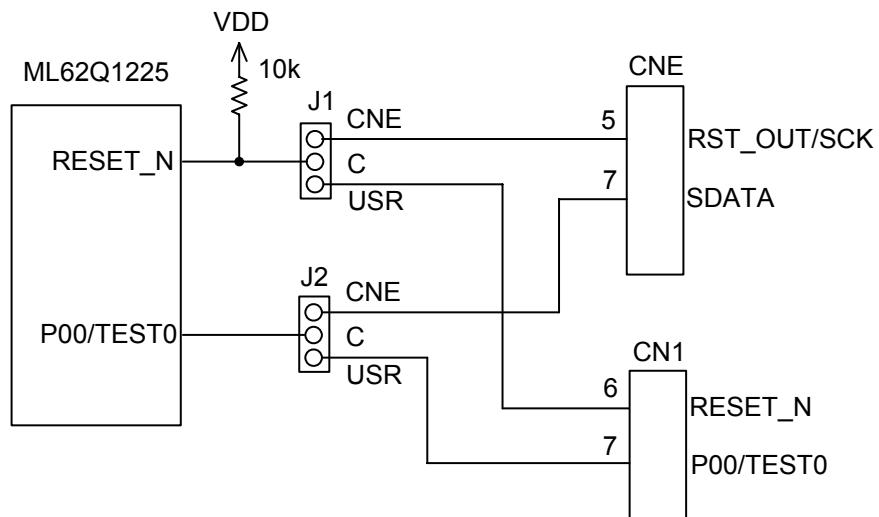 VDD
ML62Q1225
10k
CNE
J1
CNE
5
RST_OUT/SCK
RESET_N
C
7
USR
SDATA
J2
CNE
P00/TEST0
C
CN1
USR
6
RESET_N
7
P00/TEST0